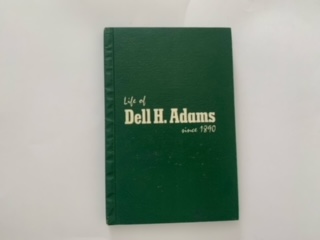 Life of
Dell H. Adams
since 1890